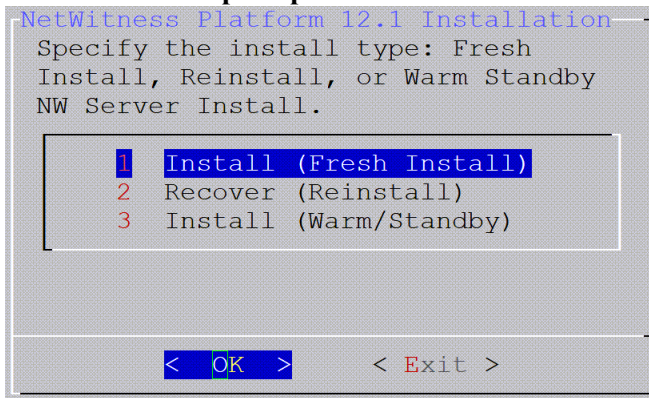 NetWitness Platform 12.1 Installation
Specify the install type: Fresh
Install, Reinstall, or Warm Standby
NW Server Install.
1 Install (Fresh Install)
2 Recover (Reinstall)
3 Install (Warm/Standby)
< OK > < Exit >